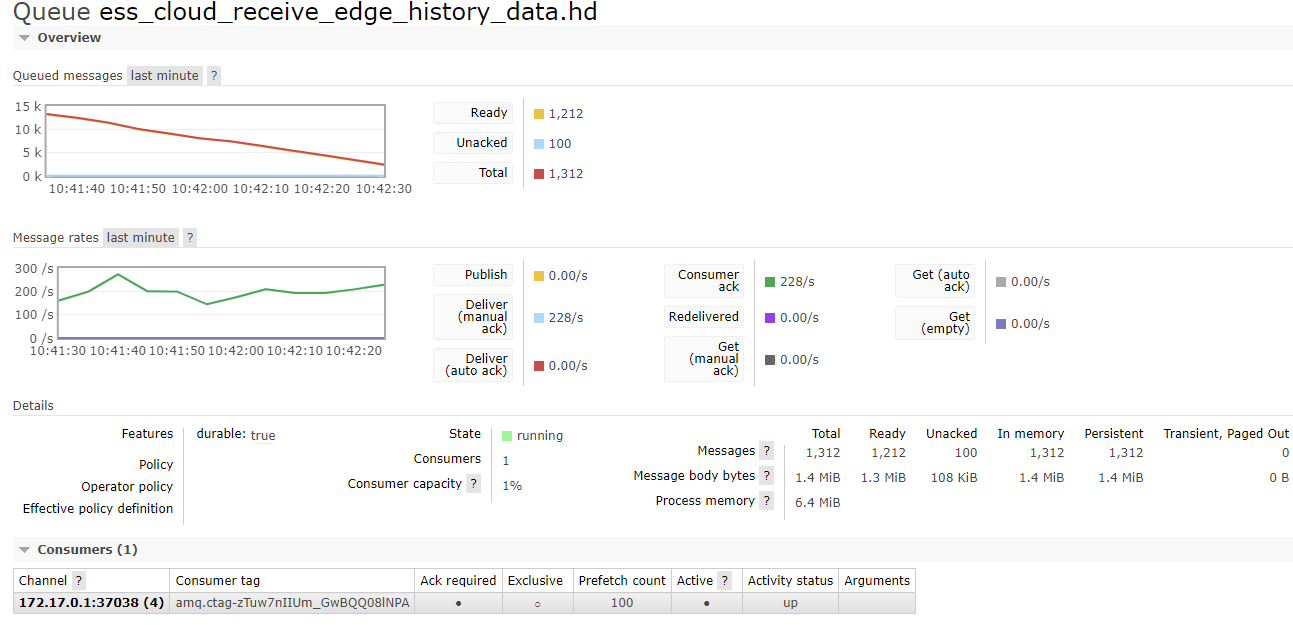 Queue ess_cloud_receive_edge_history_data.hd
Overview
Queued messages last minute ?
15 k
10 k
5 k
0 k
10:41:40 10:41:50 10:42:00 10:42:10 10:42:20 10:42:30
Ready 1,212
Unacked 100
Total 1,312
Message rates last minute ?
300 /s
200 /s
100 /s
0 /s
10:41:30 10:41:40 10:41:50 10:42:00 10:42:10 10:42:20
Publish 0.00/s
Deliver (manual ack) 228/s
Deliver (auto ack) 0.00/s
Consumer ack 228/s
Redelivered 0.00/s
Get (manual ack) 0.00/s
Get (auto ack) 0.00/s
Get (empty) 0.00/s
Details
Features durable: true
Policy
Operator policy
Effective policy definition
State running
Consumers 1
Consumer capacity ? 1%
Total Ready Unacked In memory Persistent Transient, Paged Out
Messages ? 1,312 1,212 100 1,312 1,312 0
Message body bytes ? 1.4 MiB 1.3 MiB 108 KiB 1.4 MiB 1.4 MiB 0 B
Process memory ? 6.4 MiB
Consumers (1)
Channel ? Consumer tag Ack required Exclusive Prefetch count Active ? Activity status Arguments
172.17.0.1:37038 (4) amq.ctag-zTuw7nIIUm_GwBQQ08lNPA ● ○ 100 ● up